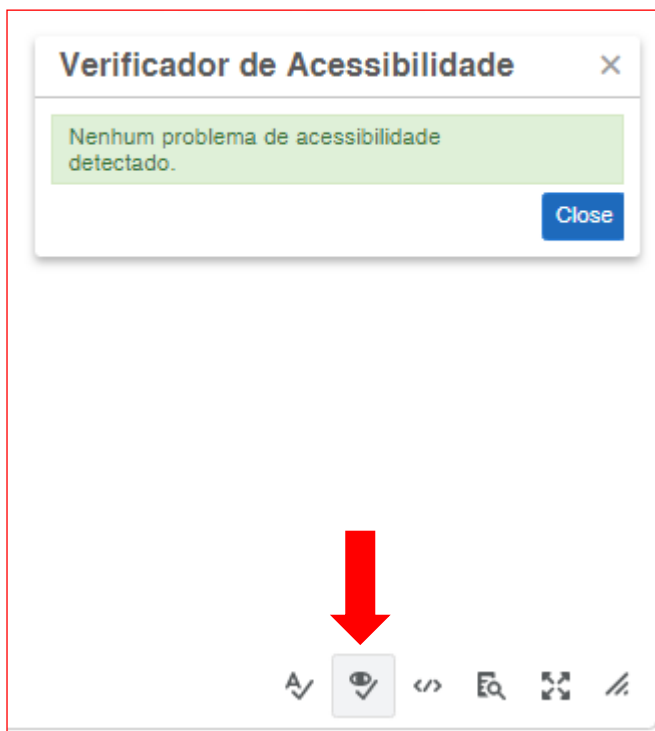 Verificador de Acessibilidade
Nenhum problema de acessibilidade
detectado.
Close